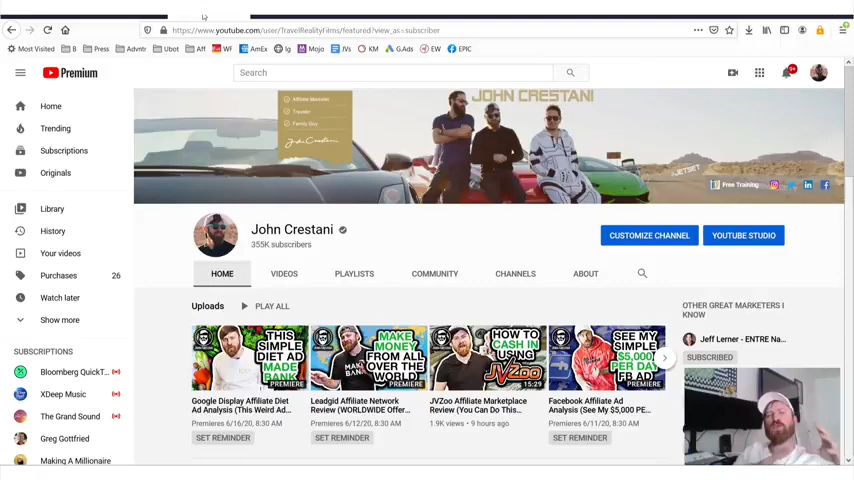 https://www.youtube.com/user/TravelRealityFilms/featured?view_as=subscriber
Most Visited B Press Advntr Ubot Aff WF AmEx Ig Mojo JVs KM G.Ads EW EPIC
Premium
Search
9+
Home
Trending
Subscriptions
Originals
Library
History
Your videos
Purchases 26
Watch later
Show more
SUBSCRIPTIONS
Bloomberg QuickT...
XDeep Music
The Grand Sound
Greg Gottfried
Making A Millionaire
Affiliate Marketer
Traveler
Family Guy
John Crestani
JOHN CRESTANI
#JETSET
Free Training
John Crestani
355K subscribers
CUSTOMIZE CHANNEL
YOUTUBE STUDIO
HOME VIDEOS PLAYLISTS COMMUNITY CHANNELS ABOUT
Uploads PLAY ALL
THIS SIMPLE DIET AD MADE BANK
PREMIERE
Google Display Affiliate Diet
Ad Analysis (This Weird Ad...
Premieres 6/16/20, 8:30 AM
SET REMINDER
MAKE MONEY FROM ALL OVER THE WORLD
PREMIERE
Leadgid Affiliate Network
Review (WORLDWIDE Offer...
Premieres 6/12/20, 8:30 AM
SET REMINDER
HOW TO CASH IN USING JVZoo
15:29
JVZoo Affiliate Marketplace
Review (You Can Do This...
1.9K views • 9 hours ago
SEE MY SIMPLE $5,000 PER DAY FB AD
PREMIERE
Facebook Affiliate Ad
Analysis (See My $5,000 PE...
Premieres 6/11/20, 8:30 AM
SET REMINDER
OTHER GREAT MARKETERS I
KNOW
Jeff Lerner - ENTRE Na...
SUBSCRIBED